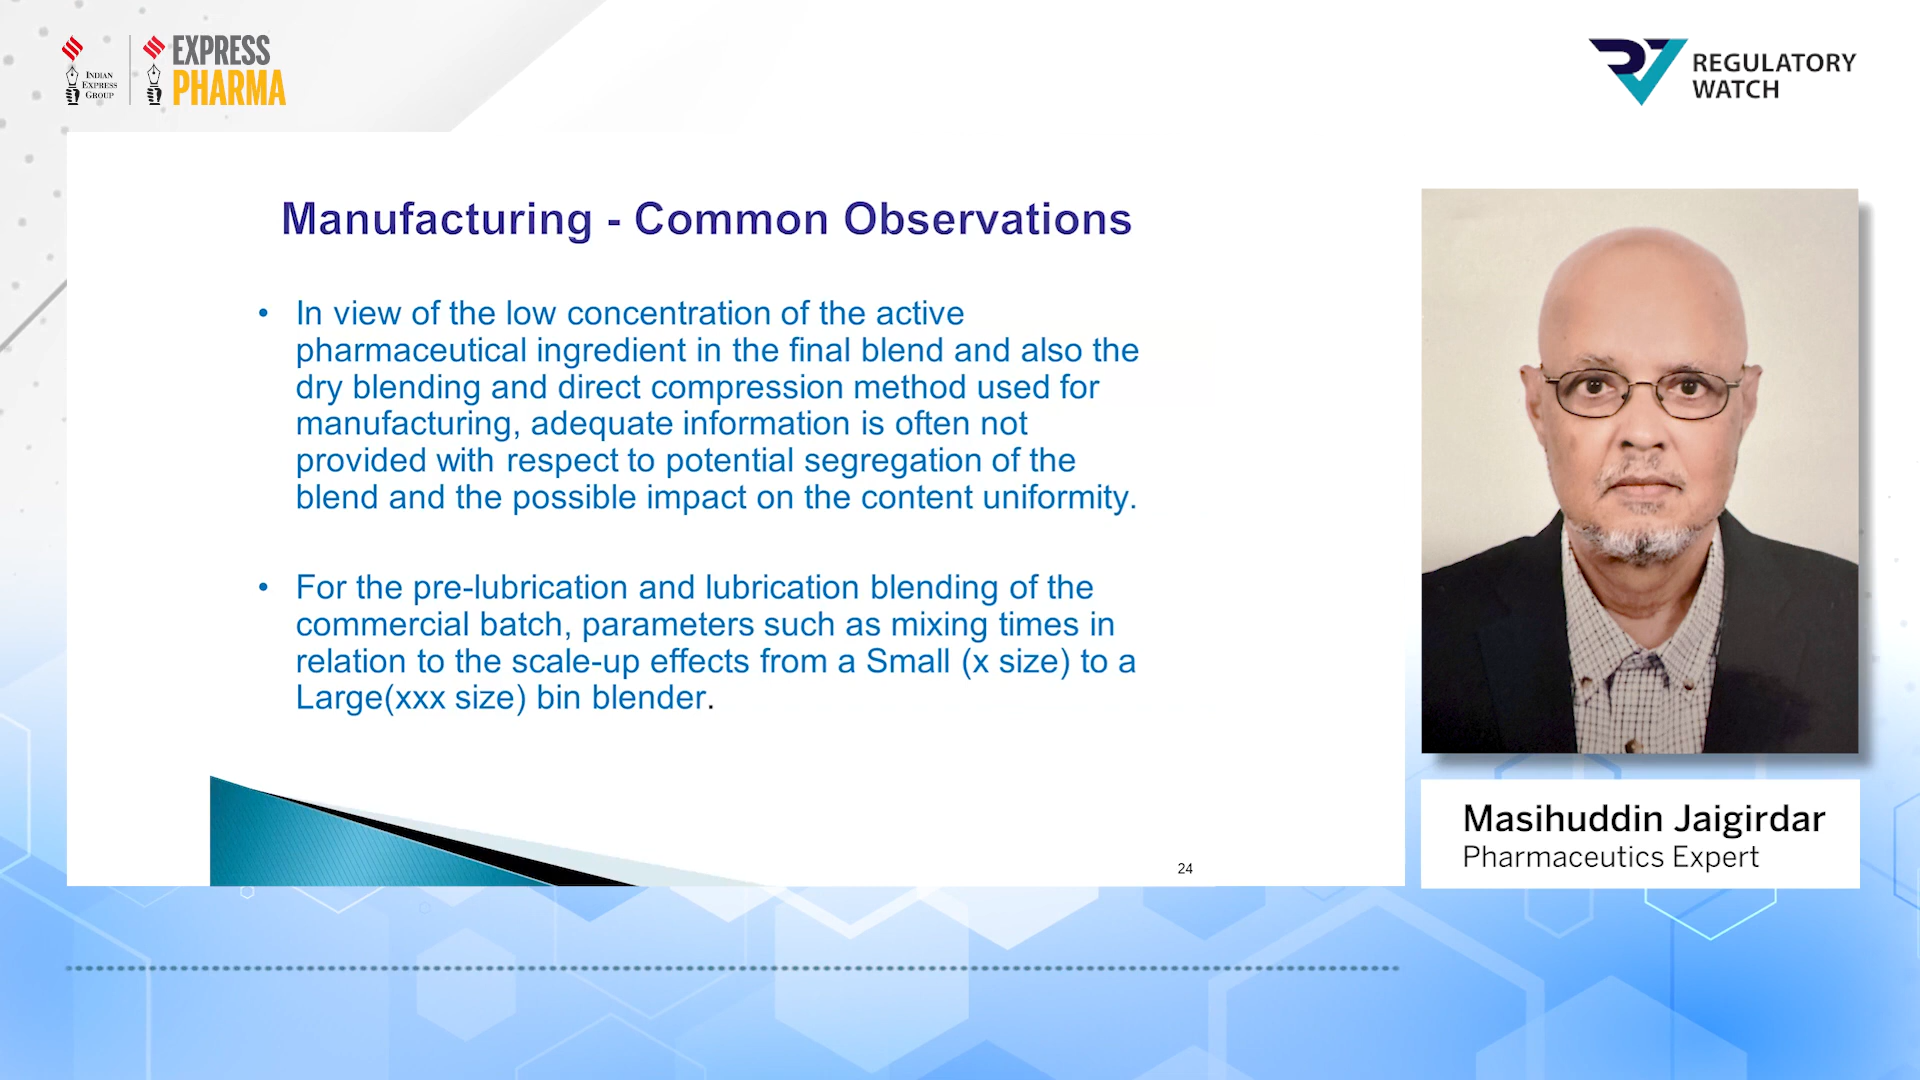 INDIAN
EXPRESS
GROUP
EXPRESS
PHARMA
REGULATORY
WATCH
Manufacturing - Common Observations
• In view of the low concentration of the active
pharmaceutical ingredient in the final blend and also the
dry blending and direct compression method used for
manufacturing, adequate information is often not
provided with respect to potential segregation of the
blend and the possible impact on the content uniformity.
• For the pre-lubrication and lubrication blending of the
commercial batch, parameters such as mixing times in
relation to the scale-up effects from a Small (x size) to a
Large(xxx size) bin blender.
24
Masihuddin Jaigirdar
Pharmaceutics Expert